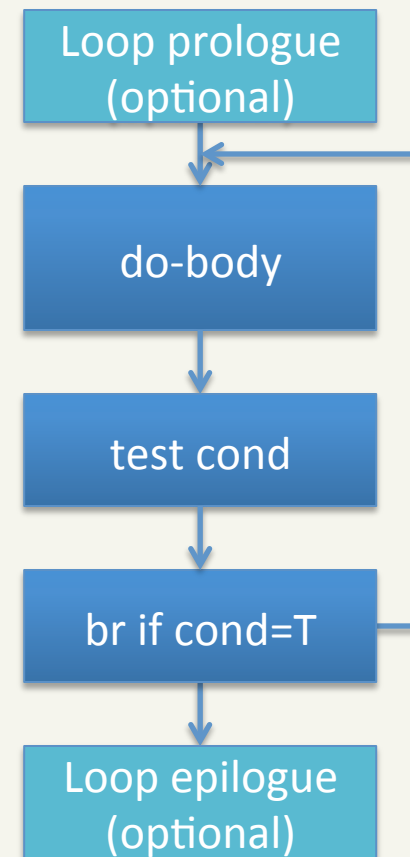 Loop prologue
(optional)
do-body
test cond
br if cond=T
Loop epilogue
(optional)